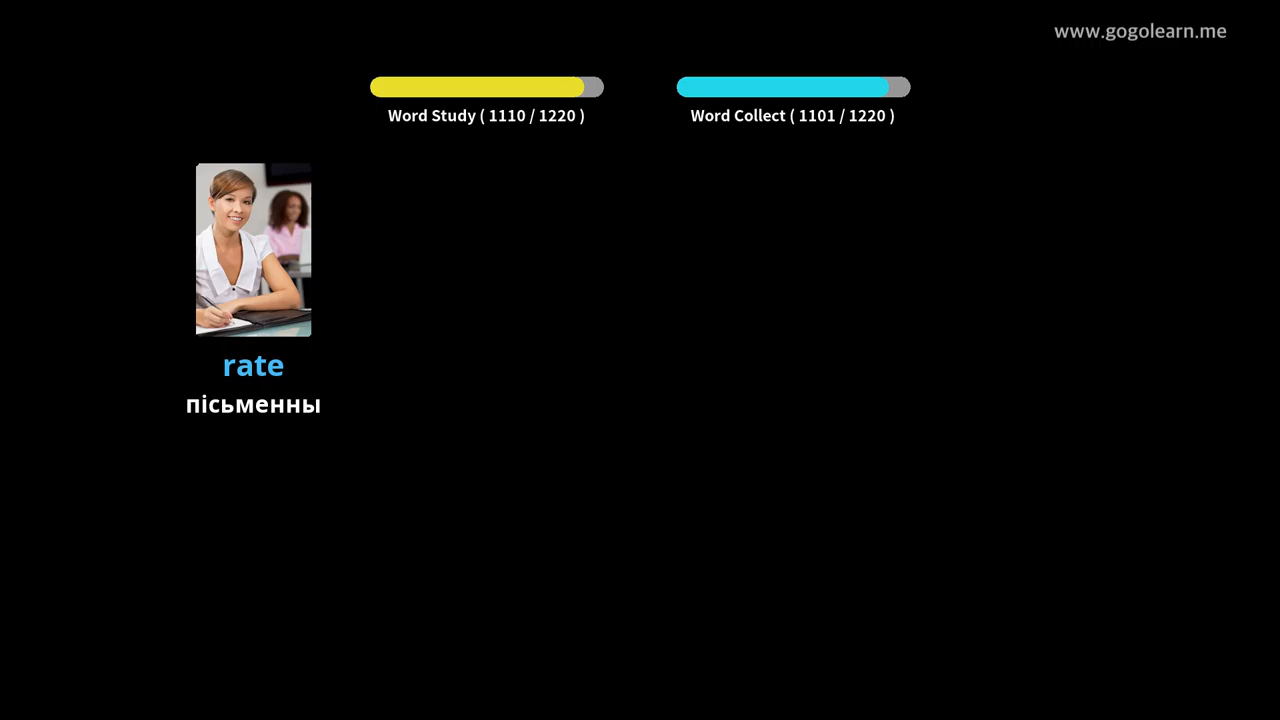 www.gogolearn.me
Word Study ( 1110 / 1220 )
Word Collect ( 1101 / 1220 )
rate
пісьменны